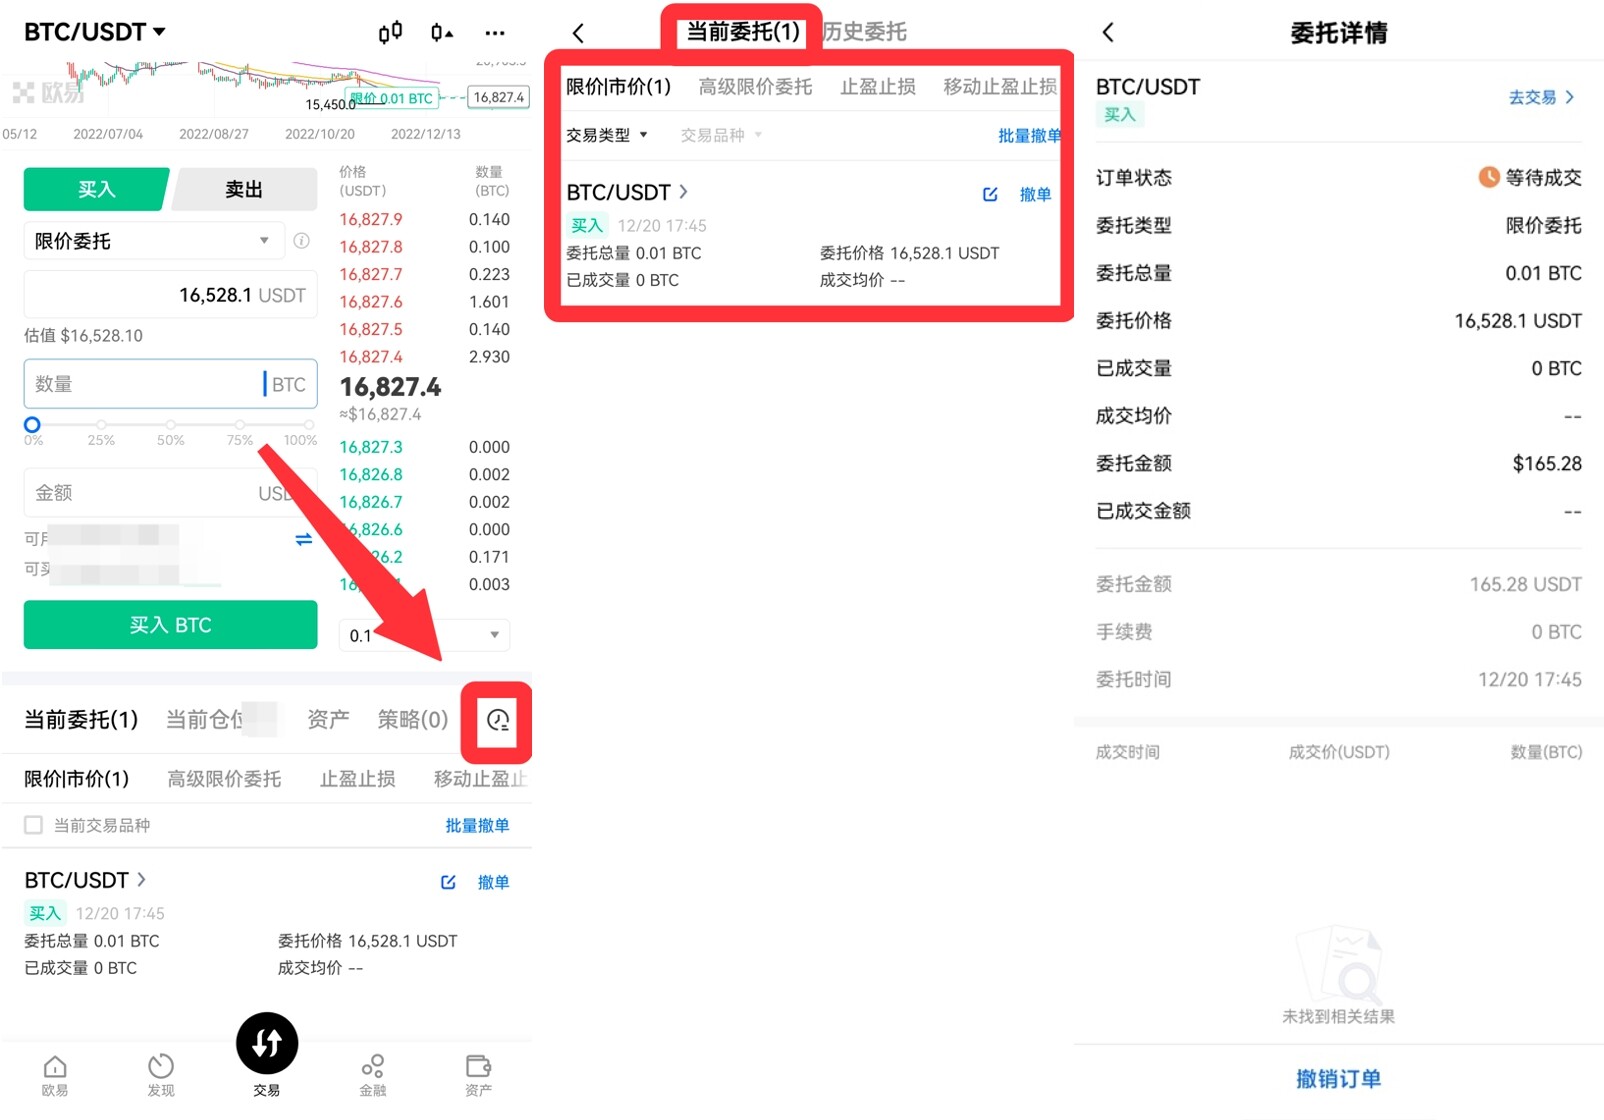 BTC/USDT
欧易
15,450.0
限价 0.01 BTC
16,827.4
05/12
2022/07/04
2022/08/27
2022/10/20
2022/12/13
买入
卖出
限价委托
16,528.1 USDT
估值 $16,528.10
数量
BTC
0%
25%
50%
75%
100%
金额
买入 BTC
价格
(USDT)
数量
(BTC)
16,827.9 0.140
16,827.8 0.100
16,827.7 0.223
16,827.6 1.601
16,827.5 0.140
16,827.4 2.930
16,827.4
≈$16,827.4
16,827.3 0.000
16,826.8 0.002
16,826.7 0.002
6,826.6 0.000
26.2 0.171
0.003
0.1
当前委托(1)
当前仓位
资产
策略(0)
限价|市价(1)
高级限价委托
止盈止损
移动止盈止
当前交易品种
批量撤单
BTC/USDT
撤单
买入 12/20 17:45
委托总量 0.01 BTC
委托价格 16,528.1 USDT
已成交量 0 BTC
成交均价 --
欧易
发现
交易
金融
资产
当前委托(1)
历史委托
限价|市价(1)
高级限价委托
止盈止损
移动止盈止损
交易类型
交易品种
批量撤单
BTC/USDT
撤单
买入 12/20 17:45
委托总量 0.01 BTC
委托价格 16,528.1 USDT
已成交量 0 BTC
成交均价 --
委托详情
BTC/USDT
买入
去交易
订单状态 等待成交
委托类型 限价委托
委托总量 0.01 BTC
委托价格 16,528.1 USDT
已成交量 0 BTC
成交均价 --
委托金额 $165.28
已成交金额 --
委托金额 165.28 USDT
手续费 0 BTC
委托时间 12/20 17:45
成交时间
成交价(USDT)
数量(BTC)
未找到相关结果
撤销订单